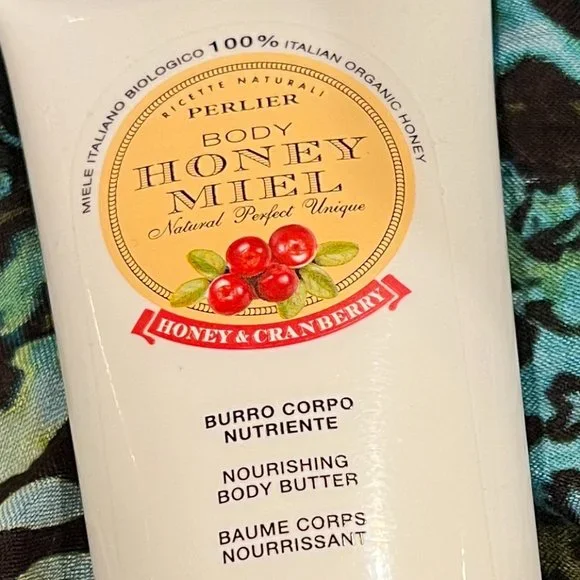 MIELE ITALIANO BIOLOGICO 100% ITALIAN ORGANIC HONEY
RICETTE NATURALI
PERLIER
BODY
HONEY
MIEL
Natural Perfect Unique
HONEY & CRANBERRY
BURRO CORPO
NUTRIENTE
NOURISHING
BODY BUTTER
BAUME CORPS
NOURRISSANT